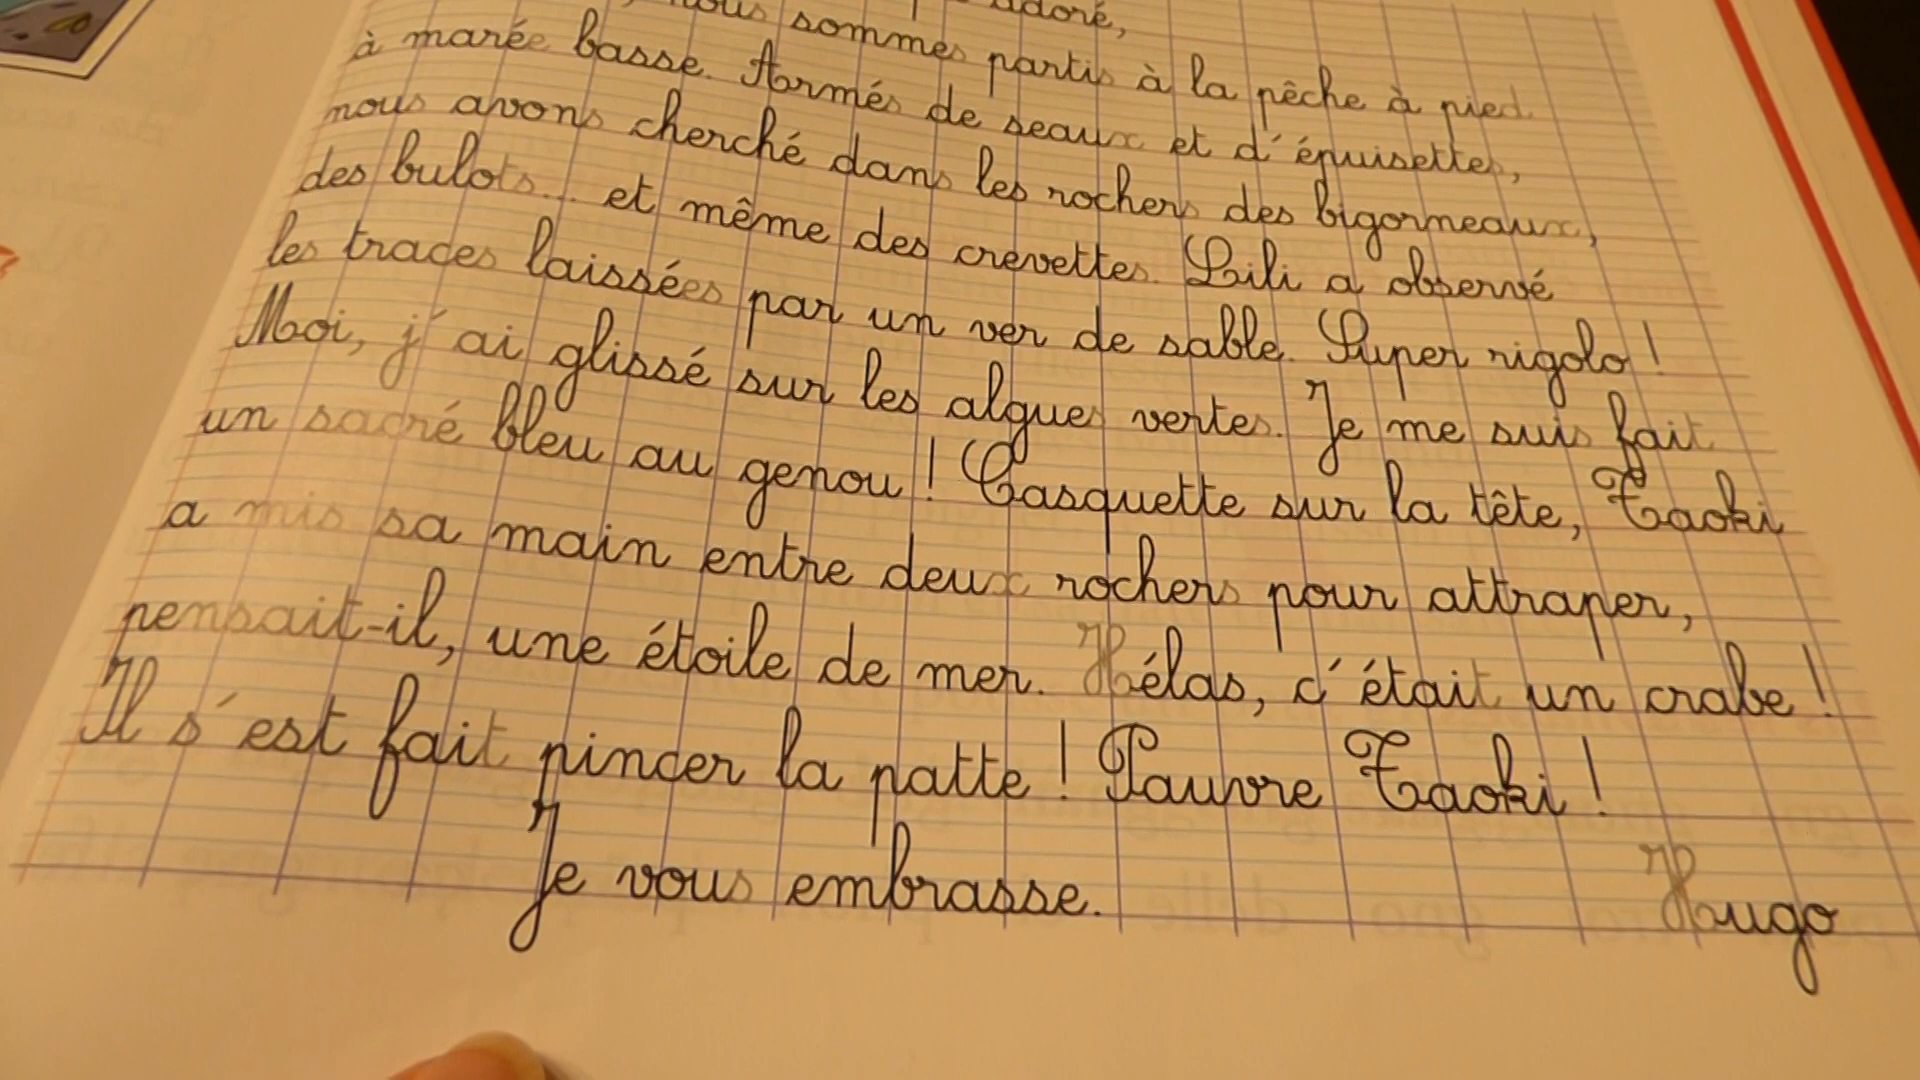 adoré,
nous sommes partis à la pêche à pied
à marée basse. Armés de seaux et d'épuisettes,
nous avons cherché dans les rochers des bigorneaux,
des bulots... et même des crevettes. Lili a observé
les traces laissées par un ver de sable. Super rigolo !
Moi, j'ai glissé sur les algues vertes. Je me suis fait
un sacré bleu au genou ! Casquette sur la tête, Taoki
a mis sa main entre deux rochers pour attraper,
pensait-il, une étoile de mer. Hélas, c'était un crabe !
Il s'est fait pincer la patte ! Pauvre Taoki !
Je vous embrasse.
Hugo